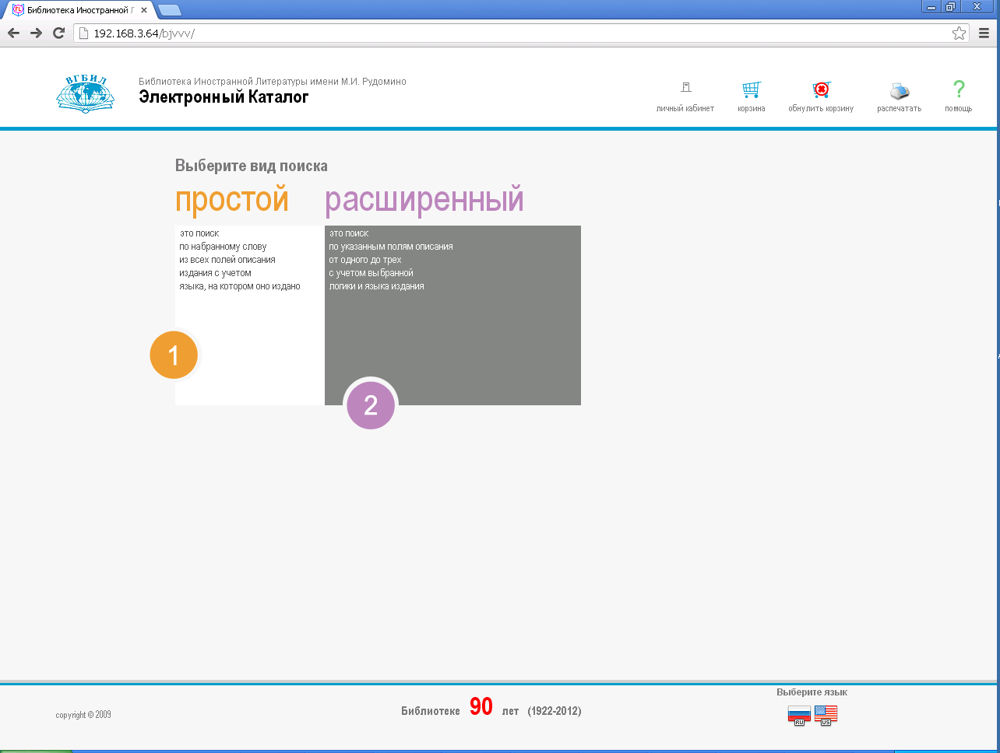 Библиотека Иностранной Л
192.168.3.64/bjvvv/
ВГБИЛ
Библиотека Иностранной Литературы имени М.И. Рудомино
Электронный Каталог
личный кабинет
корзина
обнулить корзину
распечатать
?
помощь
Выберите вид поиска
простой
расширенный
это поиск
по набранному слову
из всех полей описания
издания с учетом
языка, на котором оно издано
1
это поиск
по указанным полям описания
от одного до трех
с учетом выбранной
логики и языка издания
2
copyright © 2009
Библиотеке 90 лет (1922-2012)
Выберите язык
RU
US